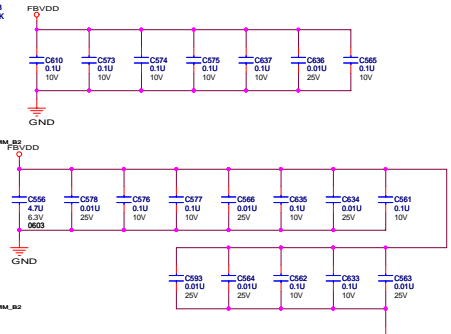 FBVDD
C610 C573 C574 C575 C637 C636 C565
0.1U 0.1U 0.1U 0.1U 0.1U 0.01U 0.1U
10V 10V 10V 10V 10V 25V 10V
GND
MM_B2
FBVDD
C556 C578 C576 C577 C566 C635 C634 C561
4.7U 0.01U 0.1U 0.1U 0.01U 0.1U 0.01U 0.1U
6.3V 25V 10V 10V 25V 10V 25V 10V
0603
GND
C593 C564 C562 C633 C563
0.01U 0.01U 0.1U 0.1U 0.01U
25V 25V 10V 10V 25V
MM_B2